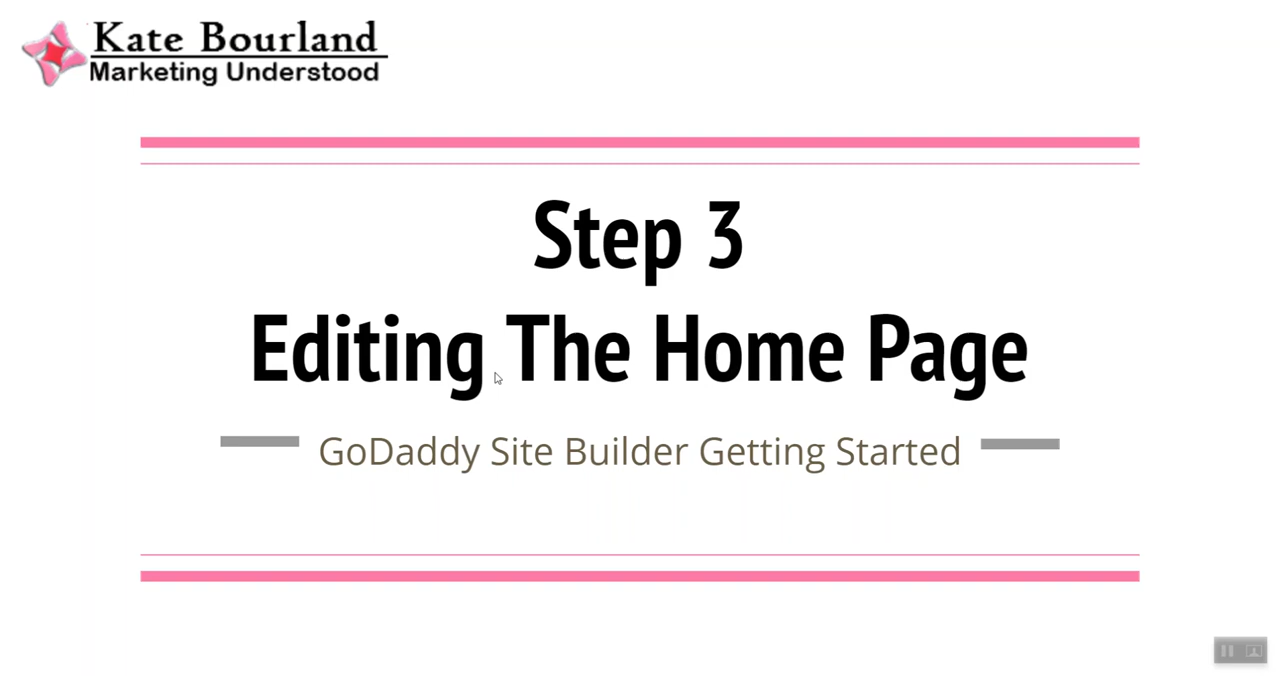 Kate Bourland
Marketing Understood
Step 3
Editing The Home Page
GoDaddy Site Builder Getting Started